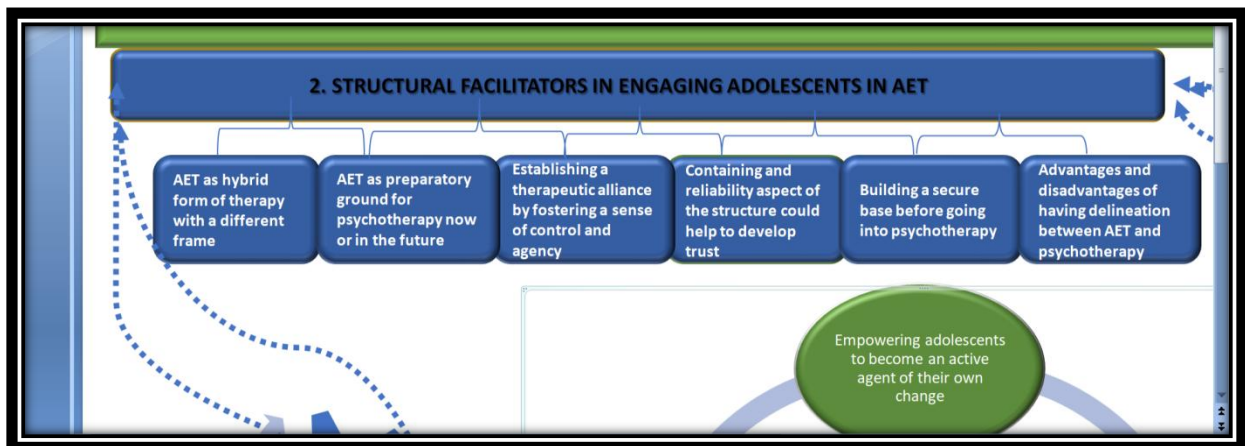 2. STRUCTURAL FACILITATORS IN ENGAGING ADOLESCENTS IN AET
AET as hybrid
form of therapy
with a different
frame
AET as preparatory
ground for
psychotherapy now
or in the future
Establishing a
therapeutic alliance
by fostering a sense
of control and
agency
Containing and
reliability aspect of
the structure could
help to develop
trust
Building a secure
base before going
into psychotherapy
Advantages and
disadvantages of
having delineation
between AET and
psychotherapy
Empowering adolescents
to become an active
agent of their own
change